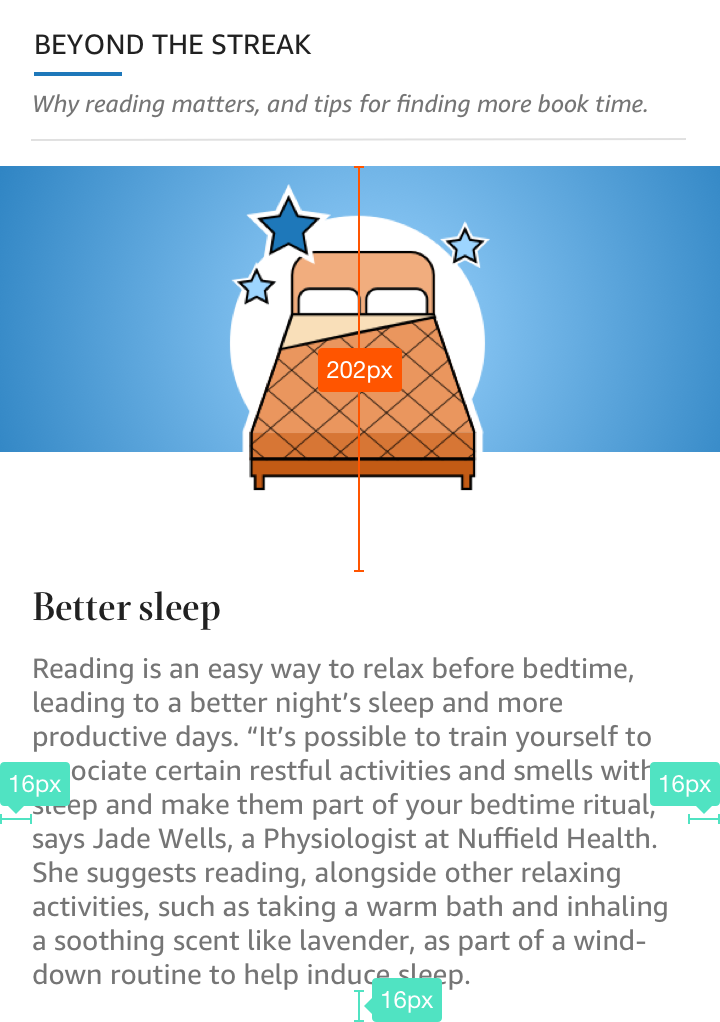 BEYOND THE STREAK
Why reading matters, and tips for finding more book time.
202px
Better sleep
Reading is an easy way to relax before bedtime,
leading to a better night’s sleep and more
productive days. “It’s possible to train yourself to
ociate certain restful activities and smells with
16px
16px
sleep and make them part of your bedtime ritual,
says Jade Wells, a Physiologist at Nuffield Health.
She suggests reading, alongside other relaxing
activities, such as taking a warm bath and inhaling
a soothing scent like lavender, as part of a wind-
down routine to help induce sleep.
16px